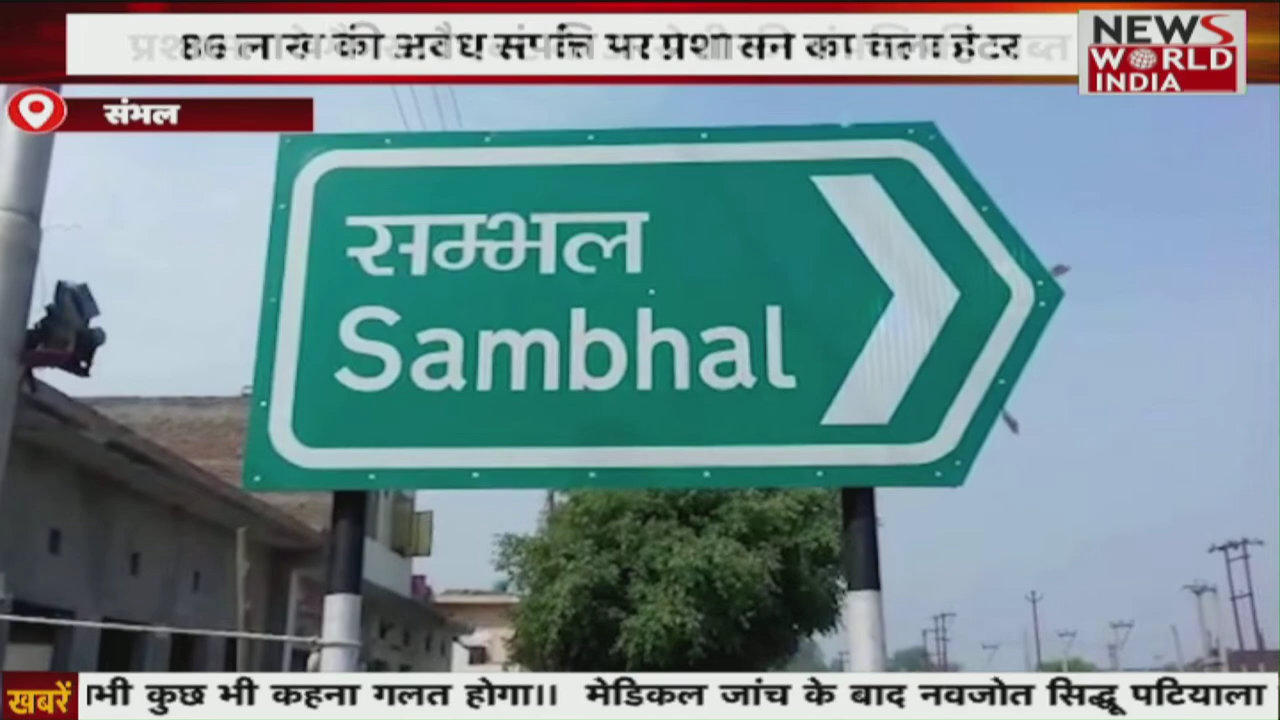 86 लाख की अवैध संपत्ति पर प्रशासन का चला हंटर
NEWS
WORLD
INDIA
संभल
सम्भल
Sambhal
खबरें
भी कुछ भी कहना गलत होगा।। मेडिकल जांच के बाद नवजोत सिद्धू पटियाला